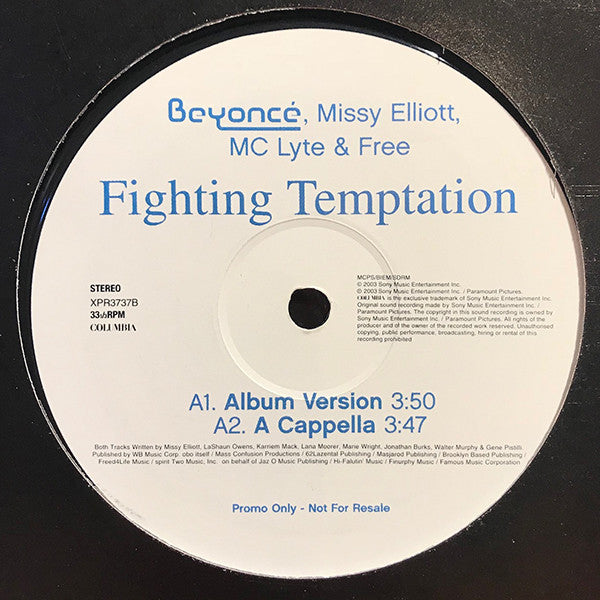 Beyoncé, Missy Elliott,
MC Lyte & Free
Fighting Temptation
STEREO
XPR3737B
33⅓RPM
COLUMBIA
MCPS/BIEM/SDRM
℗ 2003 Sony Music Entertainment Inc.
© 2003 Sony Music Entertainment Inc. / Paramount Pictures.
COLUMBIA is the exclusive trademark of Sony Music Entertainment Inc.
Original sound recording made by Sony Music Entertainment Inc. /
Paramount Pictures. The copyright in this sound recording is owned by
Sony Music Entertainment Inc. / Paramount Pictures. All rights of the
producer and of the owner of the recorded work reserved. Unauthorised
copying, public performance, broadcasting, hiring or rental of this
recording prohibited
A1. Album Version 3:50
A2. A Cappella 3:47
Both Tracks Written by Missy Elliott, LaShaun Owens, Karriem Mack, Lana Moorer, Marie Wright, Jonathan Burks, Walter Murphy & Gene Pistilli.
Published by WB Music Corp. obo itself / Mass Confusion Productions / 62Lazental Publishing / Masjarod Publishing / Brooklyn Based Publishing /
Freed4Life Music / spirit Two Music, Inc. on behalf of Jaz O Music Publishing / Hi-Falutin' Music / Finurphy Music / Famous Music Corporation
Promo Only - Not For Resale